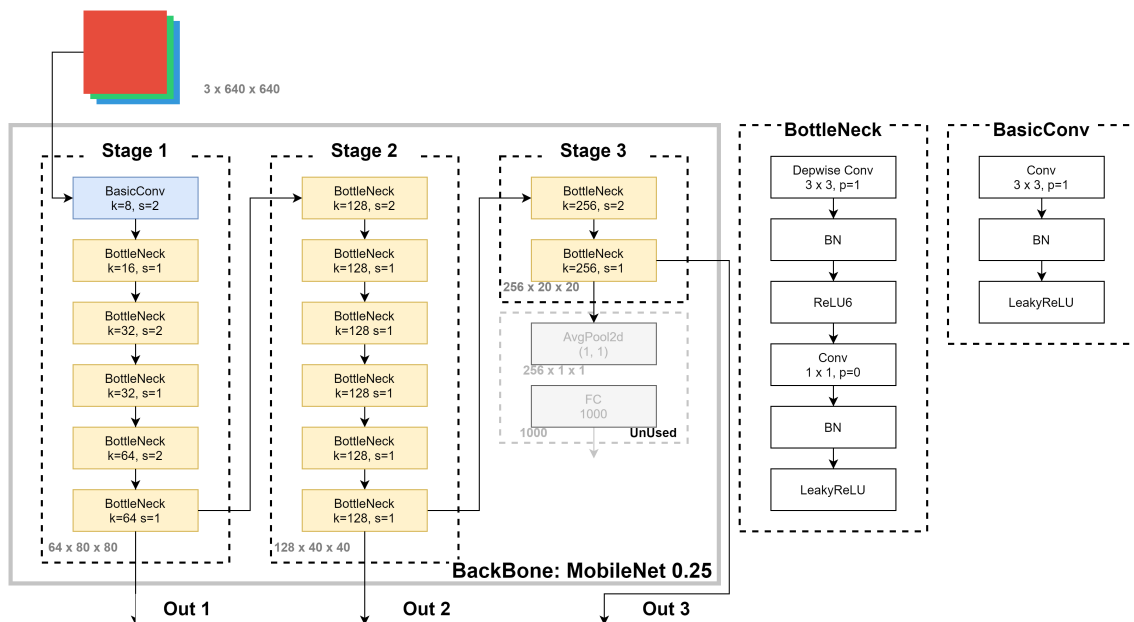 3 x 640 x 640
Stage 1
BasicConv
k=8, s=2
BottleNeck
k=16, s=1
BottleNeck
k=32, s=2
BottleNeck
k=32, s=1
BottleNeck
k=64, s=2
BottleNeck
k=64 s=1
64 x 80 x 80
Stage 2
BottleNeck
k=128, s=2
BottleNeck
k=128, s=1
BottleNeck
k=128 s=1
BottleNeck
k=128 s=1
BottleNeck
k=128, s=1
BottleNeck
k=128, s=1
128 x 40 x 40
Stage 3
BottleNeck
k=256, s=2
BottleNeck
k=256, s=1
256 x 20 x 20
AvgPool2d
(1, 1)
256 x 1 x 1
FC
1000
1000
UnUsed
BackBone: MobileNet 0.25
Out 1
Out 2
Out 3
BottleNeck
Depwise Conv
3 x 3, p=1
BN
ReLU6
Conv
1 x 1, p=0
BN
LeakyReLU
BasicConv
Conv
3 x 3, p=1
BN
LeakyReLU